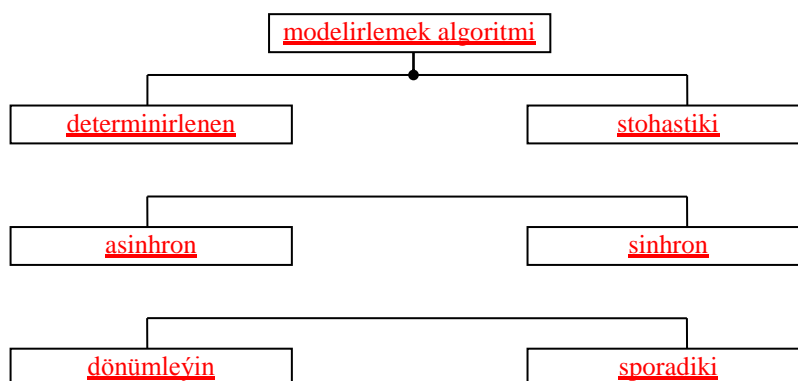 modelirlemek algoritmi
determinirlenen
stohastiki
asinhron
sinhron
dönümleýin
sporadiki